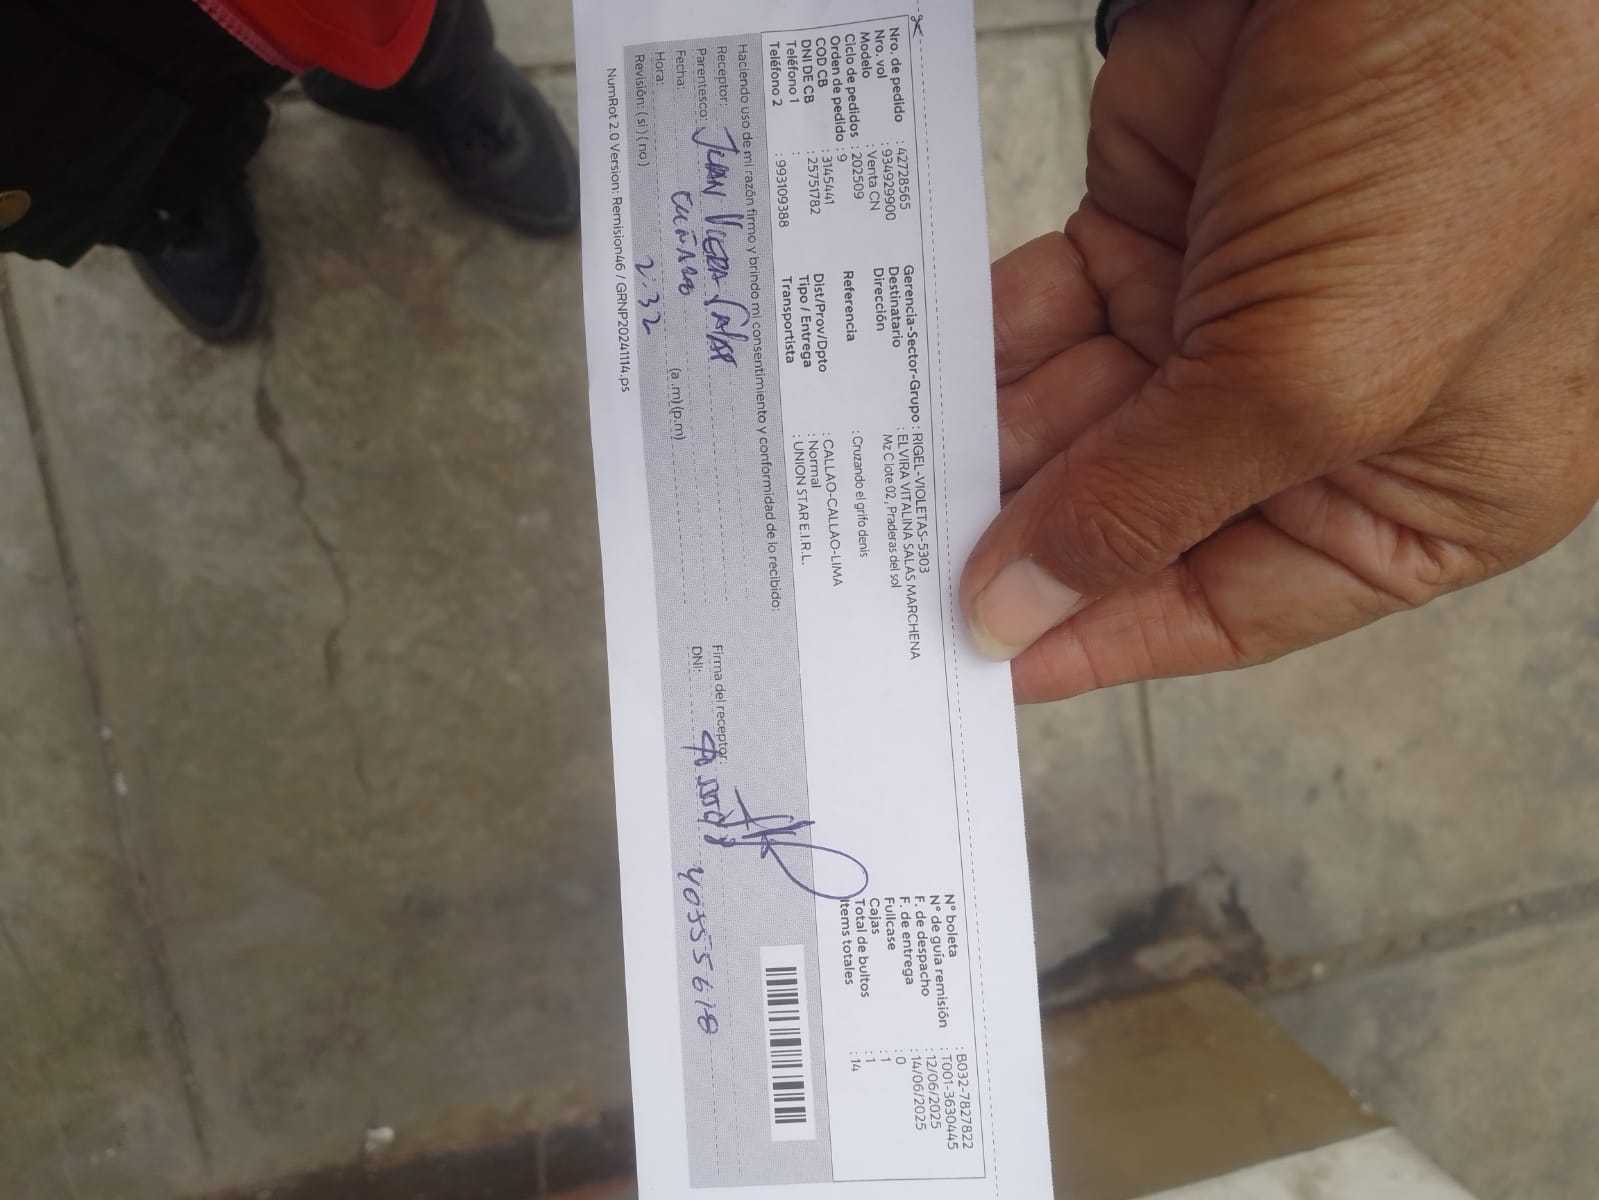 Nro. de pedido : 42728565
Nro. vol : 934929900
Modelo : Venta CN
Ciclo de pedidos : 202509
Orden de pedido : 9
COD CB : 3145441
DNI DE CB : 25751782
Teléfono 1 :
Teléfono 2 : 993109388
Gerencia-Sector-Grupo : RIGEL-VIOLETAS-5303
Destinatario : ELVIRA VITALINA SALAS MARCHENA
Dirección : Mz C lote 02 , Praderas del sol
Referencia : Cruzando el grifo denis
Dist/Prov/Dpto : CALLAO-CALLAO-LIMA
Tipo / Entrega : Normal
Transportista : UNION STAR E.I.R.L.
N° boleta : B032-7827822
N° de guía remisión : T001-3630445
F. de despacho : 12/06/2025
F. de entrega : 14/06/2025
Fullcase : 0
Cajas : 1
Total de bultos : 1
Items totales : 14
Haciendo uso de mi razón firmo y brindo mi consentimiento y conformidad de lo recibido:
Receptor: JUAN VIERA
Parentesco: CUÑADO
Fecha:
Hora: 2:32 (a .m) (p.m)
Revisión: ( si ) ( no )
Firma del receptor:
DNI: 40555618
NumRot 2.0 Version: Remision46 / GRNP20241114.ps